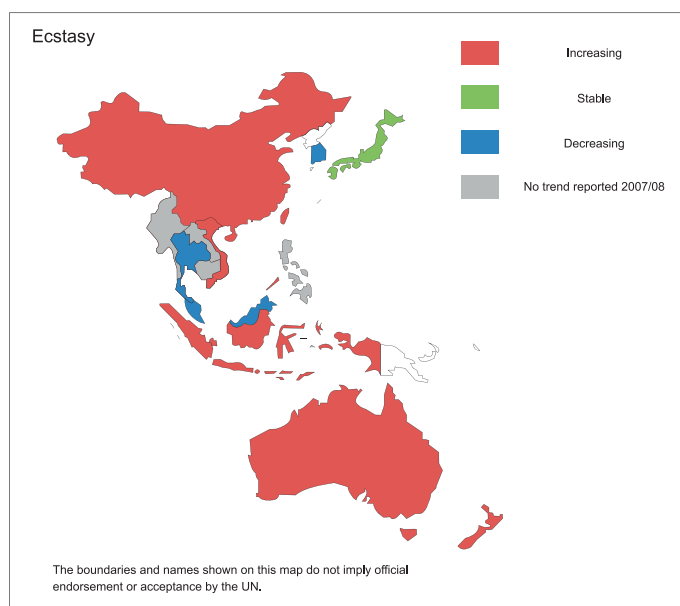 Ecstasy
Increasing
Stable
Decreasing
No trend reported 2007/08
The boundaries and names shown on this map do not imply official
endorsement or acceptance by the UN.